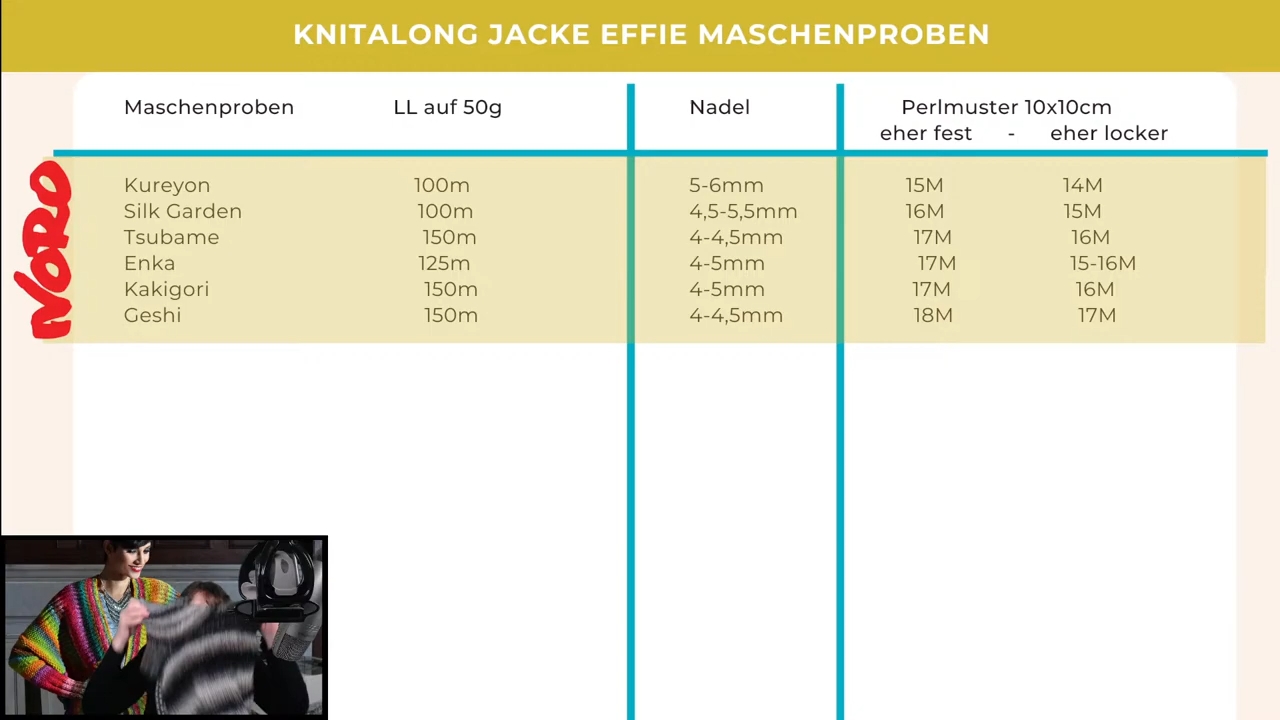 KNITALONG JACKE EFFIE MASCHENPROBEN
Maschenproben LL auf 50g Nadel Perlmuster 10x10cm
eher fest - eher locker
NORO
Kureyon 100m 5-6mm 15M 14M
Silk Garden 100m 4,5-5,5mm 16M 15M
Tsubame 150m 4-4,5mm 17M 16M
Enka 125m 4-5mm 17M 15-16M
Kakigori 150m 4-5mm 17M 16M
Geshi 150m 4-4,5mm 18M 17M